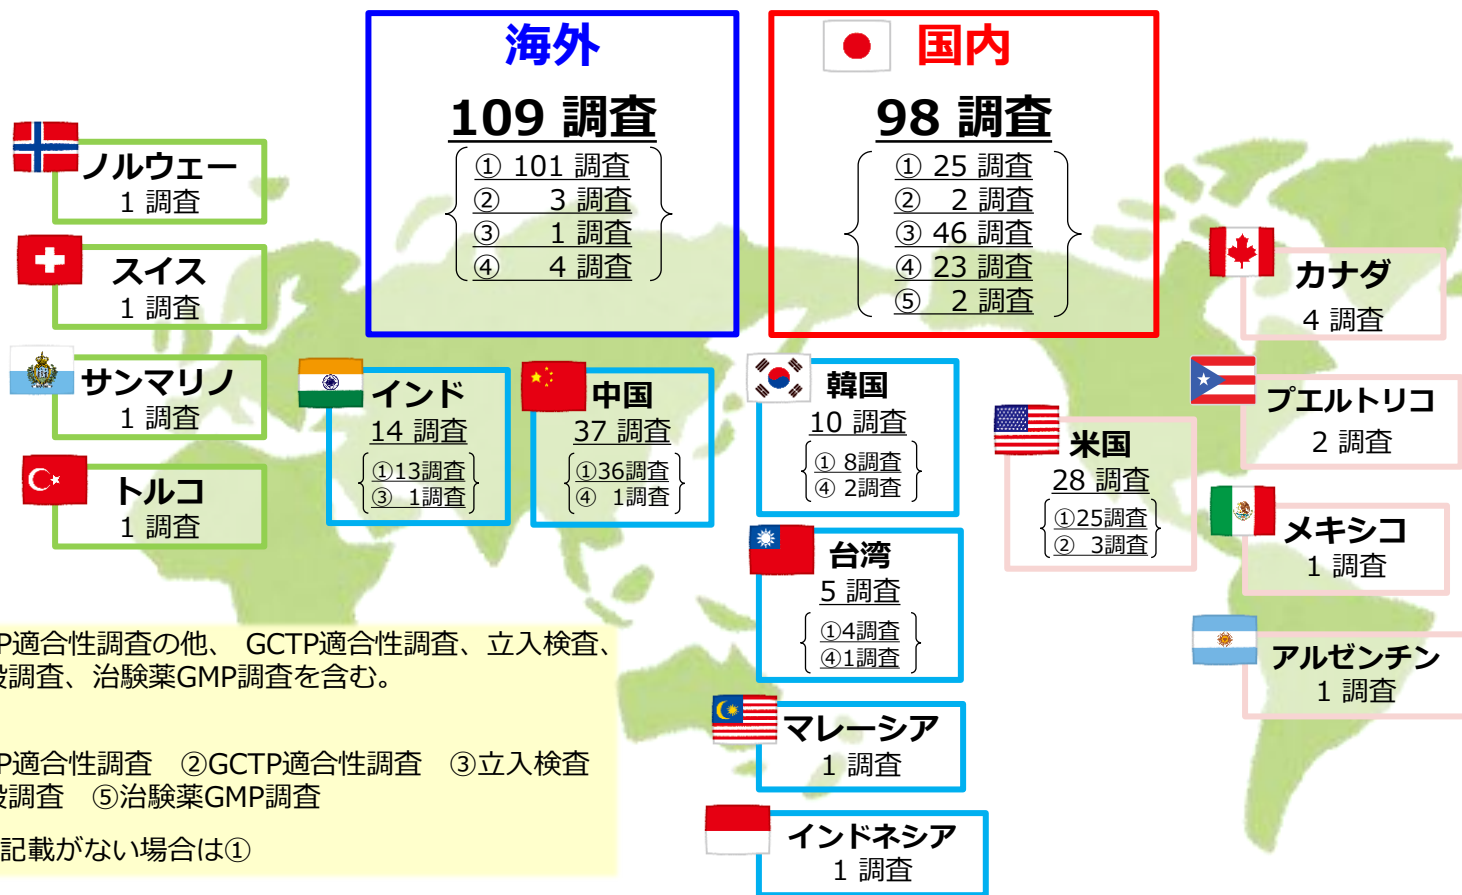 海外
109 調査
① 101 調査
② 3 調査
③ 1 調査
④ 4 調査
国内
98 調査
① 25 調査
② 2 調査
③ 46 調査
④ 23 調査
⑤ 2 調査
ノルウェー
1 調査
スイス
1 調査
サンマリノ
1 調査
トルコ
1 調査
インド
14 調査
①13調査
③ 1調査
中国
37 調査
①36調査
④ 1調査
韓国
10 調査
① 8調査
④ 2調査
台湾
5 調査
①4調査
④1調査
マレーシア
1 調査
インドネシア
1 調査
米国
28 調査
①25調査
② 3調査
カナダ
4 調査
プエルトリコ
2 調査
メキシコ
1 調査
アルゼンチン
1 調査
P適合性調査の他、 GCTP適合性調査、立入検査、
設調査、治験薬GMP調査を含む。
P適合性調査 ②GCTP適合性調査 ③立入検査
設調査 ⑤治験薬GMP調査
記載がない場合は①